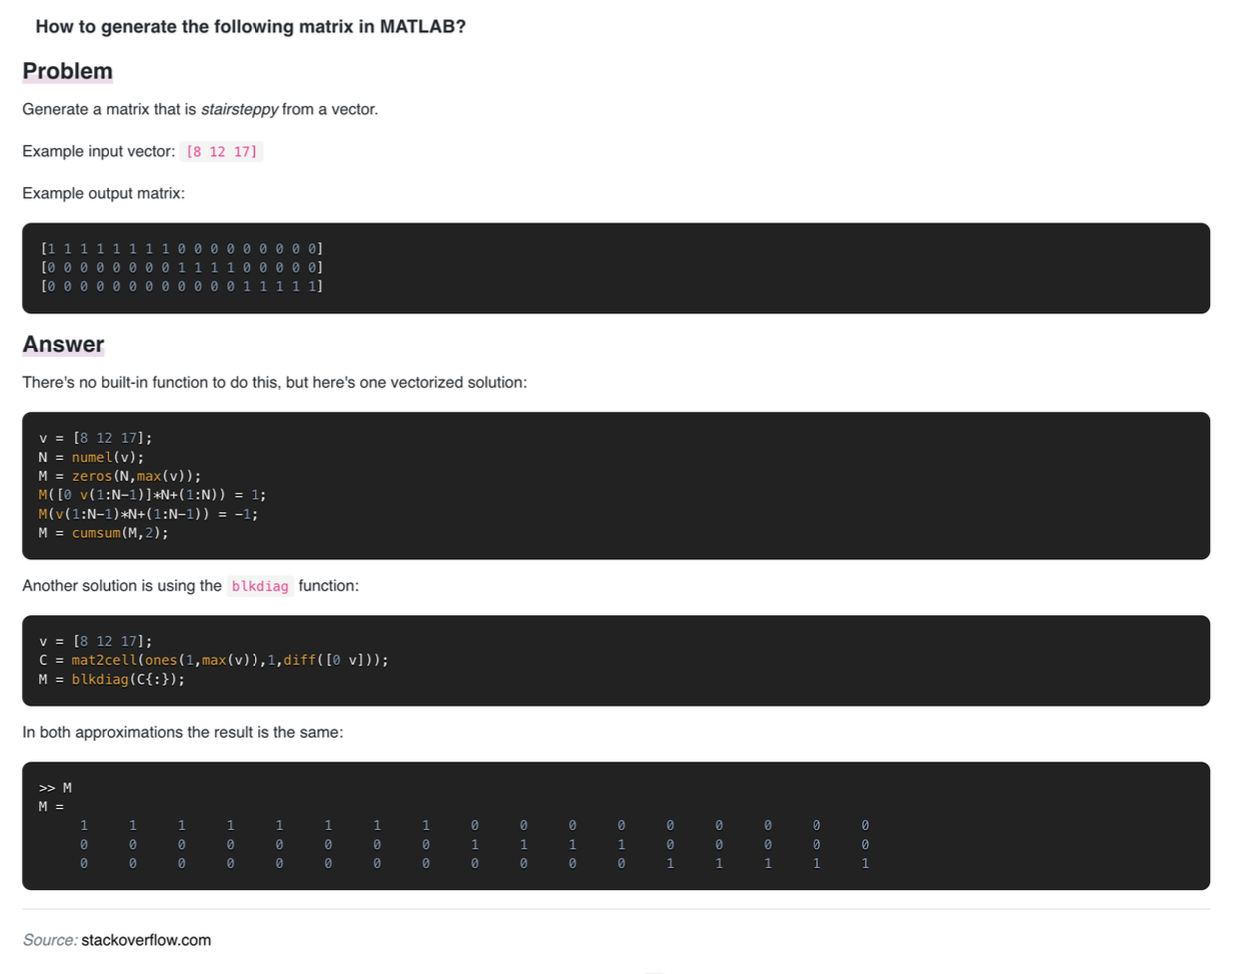 How to generate the following matrix in MATLAB?
Problem
Generate a matrix that is stairsteppy from a vector.
Example input vector: [8 12 17]
Example output matrix:
[1 1 1 1 1 1 1 1 0 0 0 0 0 0 0 0 0]
[0 0 0 0 0 0 0 0 1 1 1 1 0 0 0 0 0]
[0 0 0 0 0 0 0 0 0 0 0 0 1 1 1 1 1]
Answer
There's no built-in function to do this, but here's one vectorized solution:
v = [8 12 17];
N = numel(v);
M = zeros(N,max(v));
M([0 v(1:N-1)]*N+(1:N)) = 1;
M(v(1:N-1)*N+(1:N-1)) = -1;
M = cumsum(M,2);
Another solution is using the blkdiag function:
v = [8 12 17];
C = mat2cell(ones(1,max(v)),1,diff([0 v]));
M = blkdiag(C{:});
In both approximations the result is the same:
>> M
M =
1 1 1 1 1 1 1 1 0 0 0 0 0 0 0 0 0
0 0 0 0 0 0 0 0 1 1 1 1 0 0 0 0 0
0 0 0 0 0 0 0 0 0 0 0 0 1 1 1 1 1
Source: stackoverflow.com